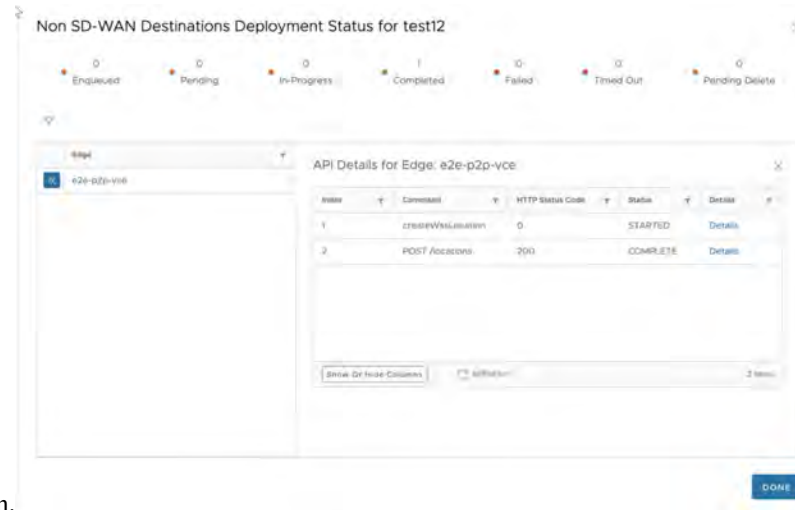 Non SD-WAN Destinations Deployment Status for test12
0 0 0 1 0 0 0
Enqueued Pending In-Progress Completed Failed Timed Out Pending Delete
Edge
e2e-p2p-vce
API Details for Edge: e2e-p2p-vce
Index Command HTTP Status Code Status Details
1 createWssLocation 0 STARTED Details
2 POST /locations 200 COMPLETE Details
Show Or Hide Columns REFRESH 2 items
DONE
n.